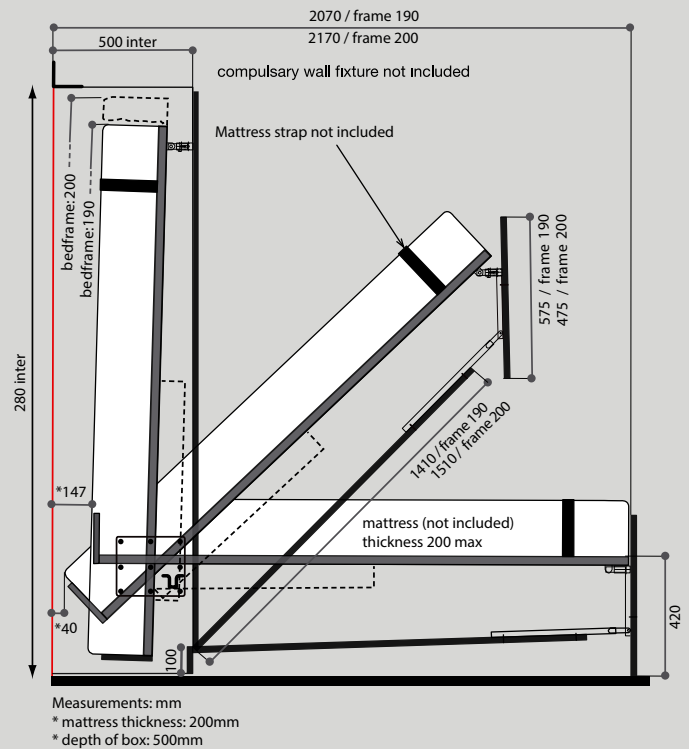 2070 / frame 190
2170 / frame 200
500 inter
compulsary wall fixture not included
Mattress strap not included
bedframe:200
bedframe:190
575 / frame 190
475 / frame 200
280 inter
1410 / frame 190
1510 / frame 200
*147
mattress (not included)
thickness 200 max
*40
100
420
Measurements: mm
* mattress thickness: 200mm
* depth of box: 500mm